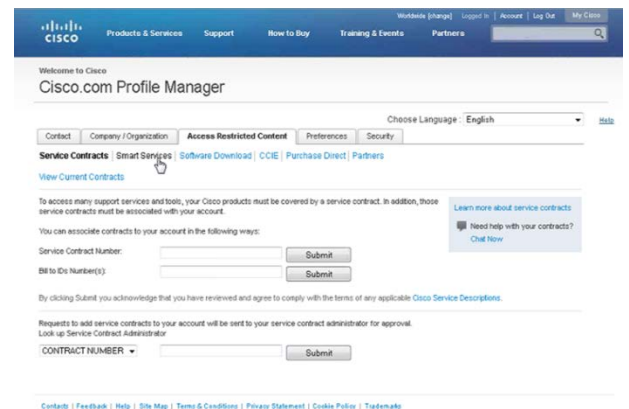 Worldwide [change] Logged In | Account | Log Out My Cisco
CISCO Products & Services Support How to Buy Training & Events Partners
Welcome to Cisco
Cisco.com Profile Manager
Choose Language : English Help
Contact Company / Organization Access Restricted Content Preferences Security
Service Contracts | Smart Services | Software Download | CCIE | Purchase Direct | Partners
View Current Contracts
To access many support services and tools, your Cisco products must be covered by a service contract. In addition, those
service contracts must be associated with your account.
Learn more about service contracts
Need help with your contracts?
Chat Now
You can associate contracts to your account in the following ways:
Service Contract Number: Submit
Bill to IDs Number(s): Submit
By clicking Submit you acknowledge that you have reviewed and agree to comply with the terms of any applicable Cisco Service Descriptions.
Requests to add service contracts to your account will be sent to your service contract administrator for approval.
Look up Service Contract Administrator
CONTRACT NUMBER Submit
Contacts | Feedback | Help | Site Map | Terms & Conditions | Privacy Statement | Cookie Policy | Trademarks